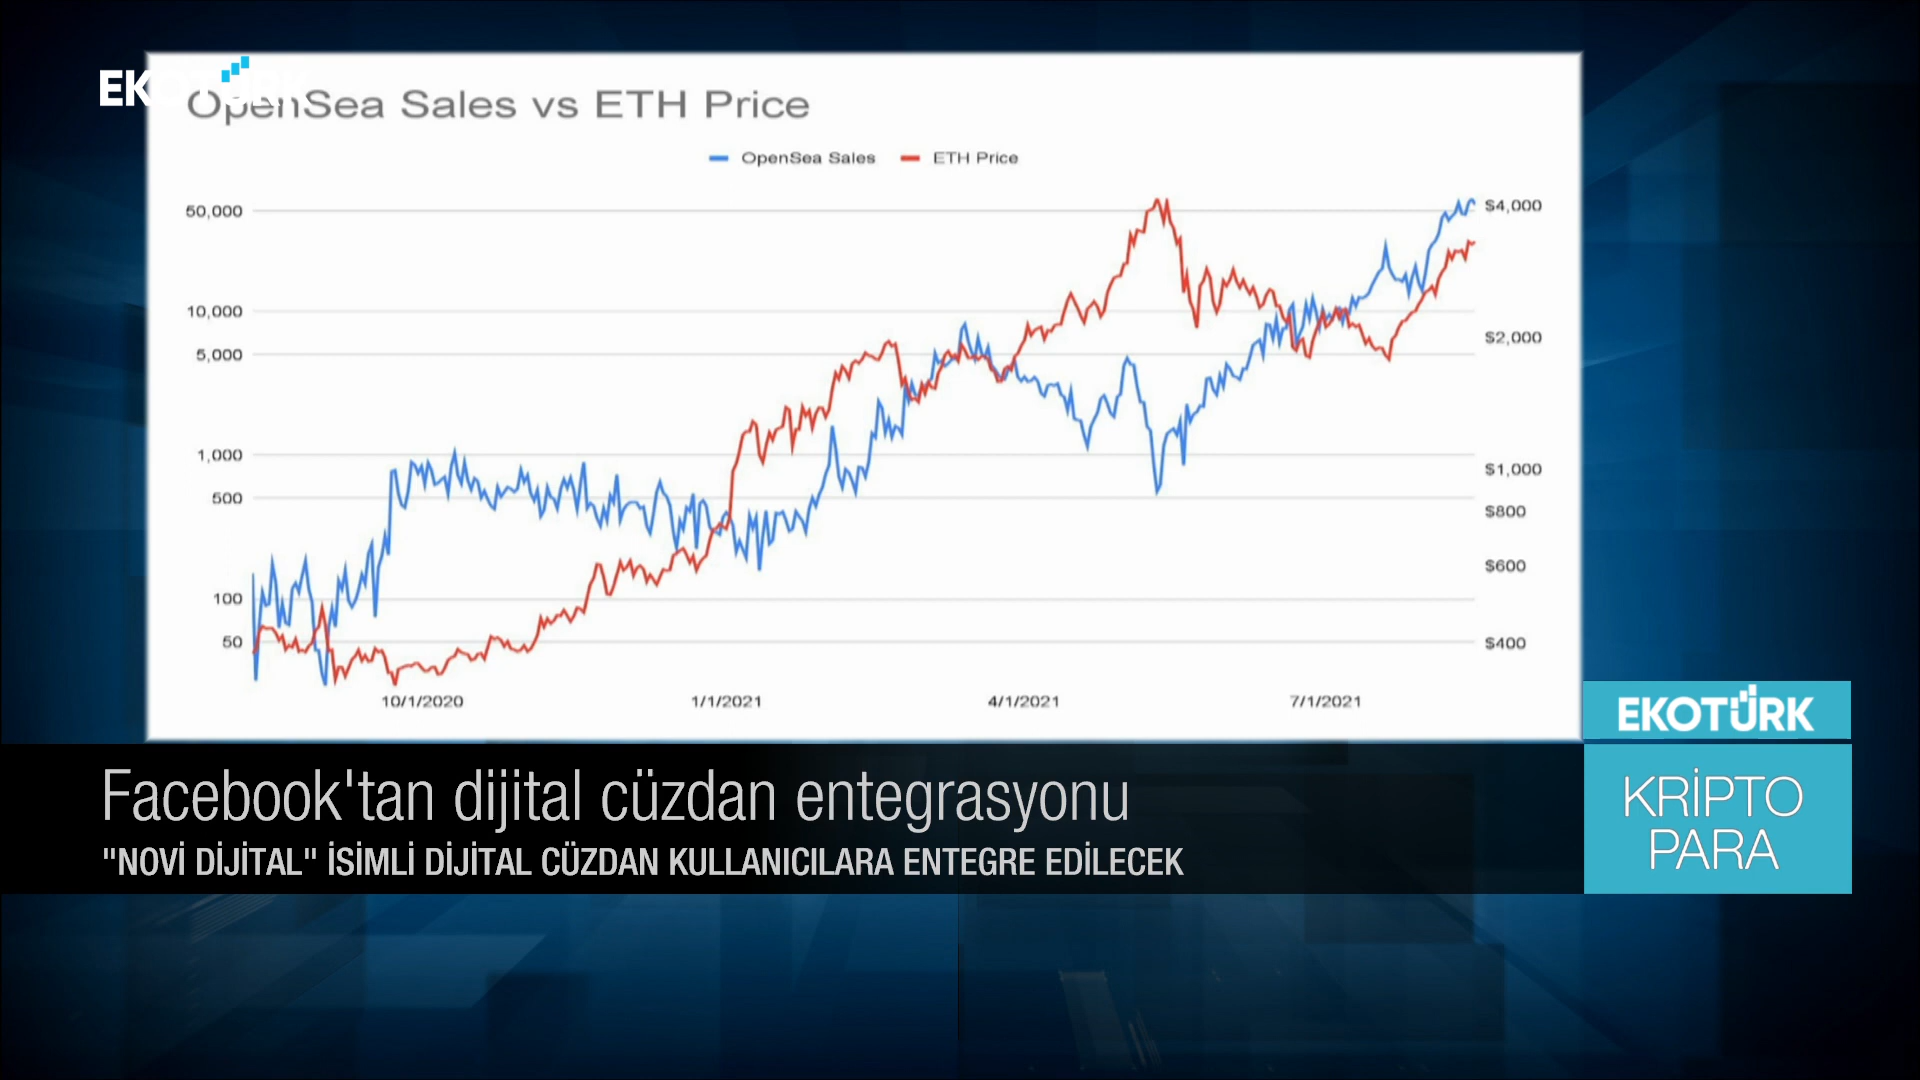 EKOTÜRK
OpenSea Sales vs ETH Price
OpenSea Sales ETH Price
50,000
10,000
5,000
1,000
500
100
50
$4,000
$2,000
$1,000
$800
$600
$400
10/1/2020 1/1/2021 4/1/2021 7/1/2021
EKOTÜRK
KRİPTO
PARA
Facebook'tan dijital cüzdan entegrasyonu
"NOVİ DİJİTAL" İSİMLİ DİJİTAL CÜZDAN KULLANICILARA ENTEGRE EDİLECEK